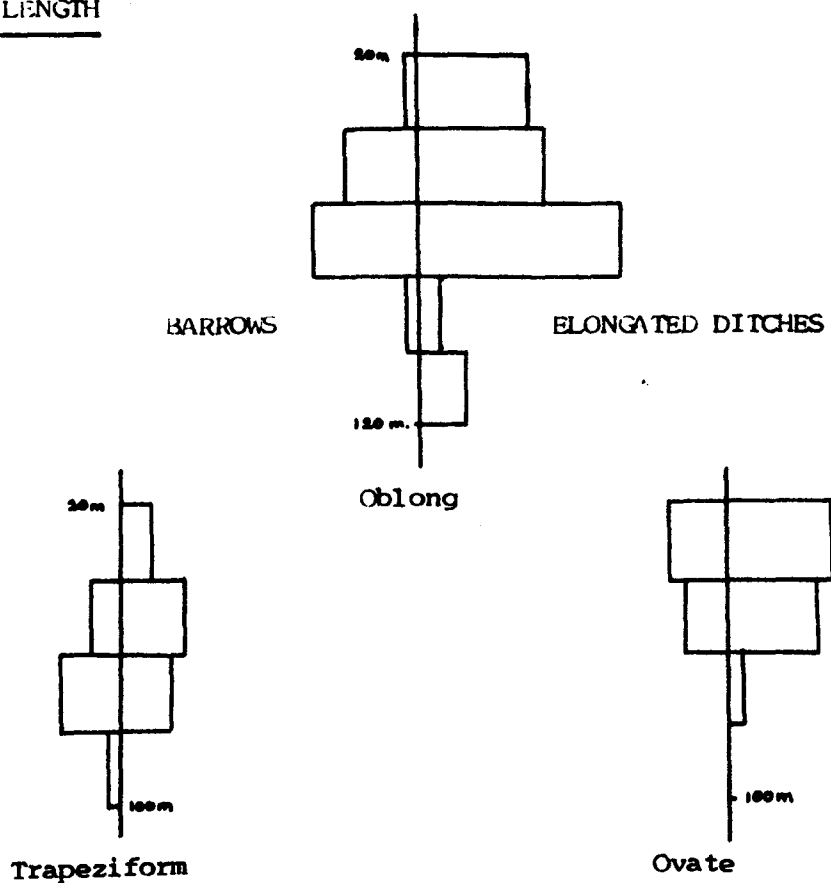 LENGTH
20m
BARROWS
ELONGATED DITCHES
120 m.
Oblong
20m
100m
Trapeziform
100m
Ovate